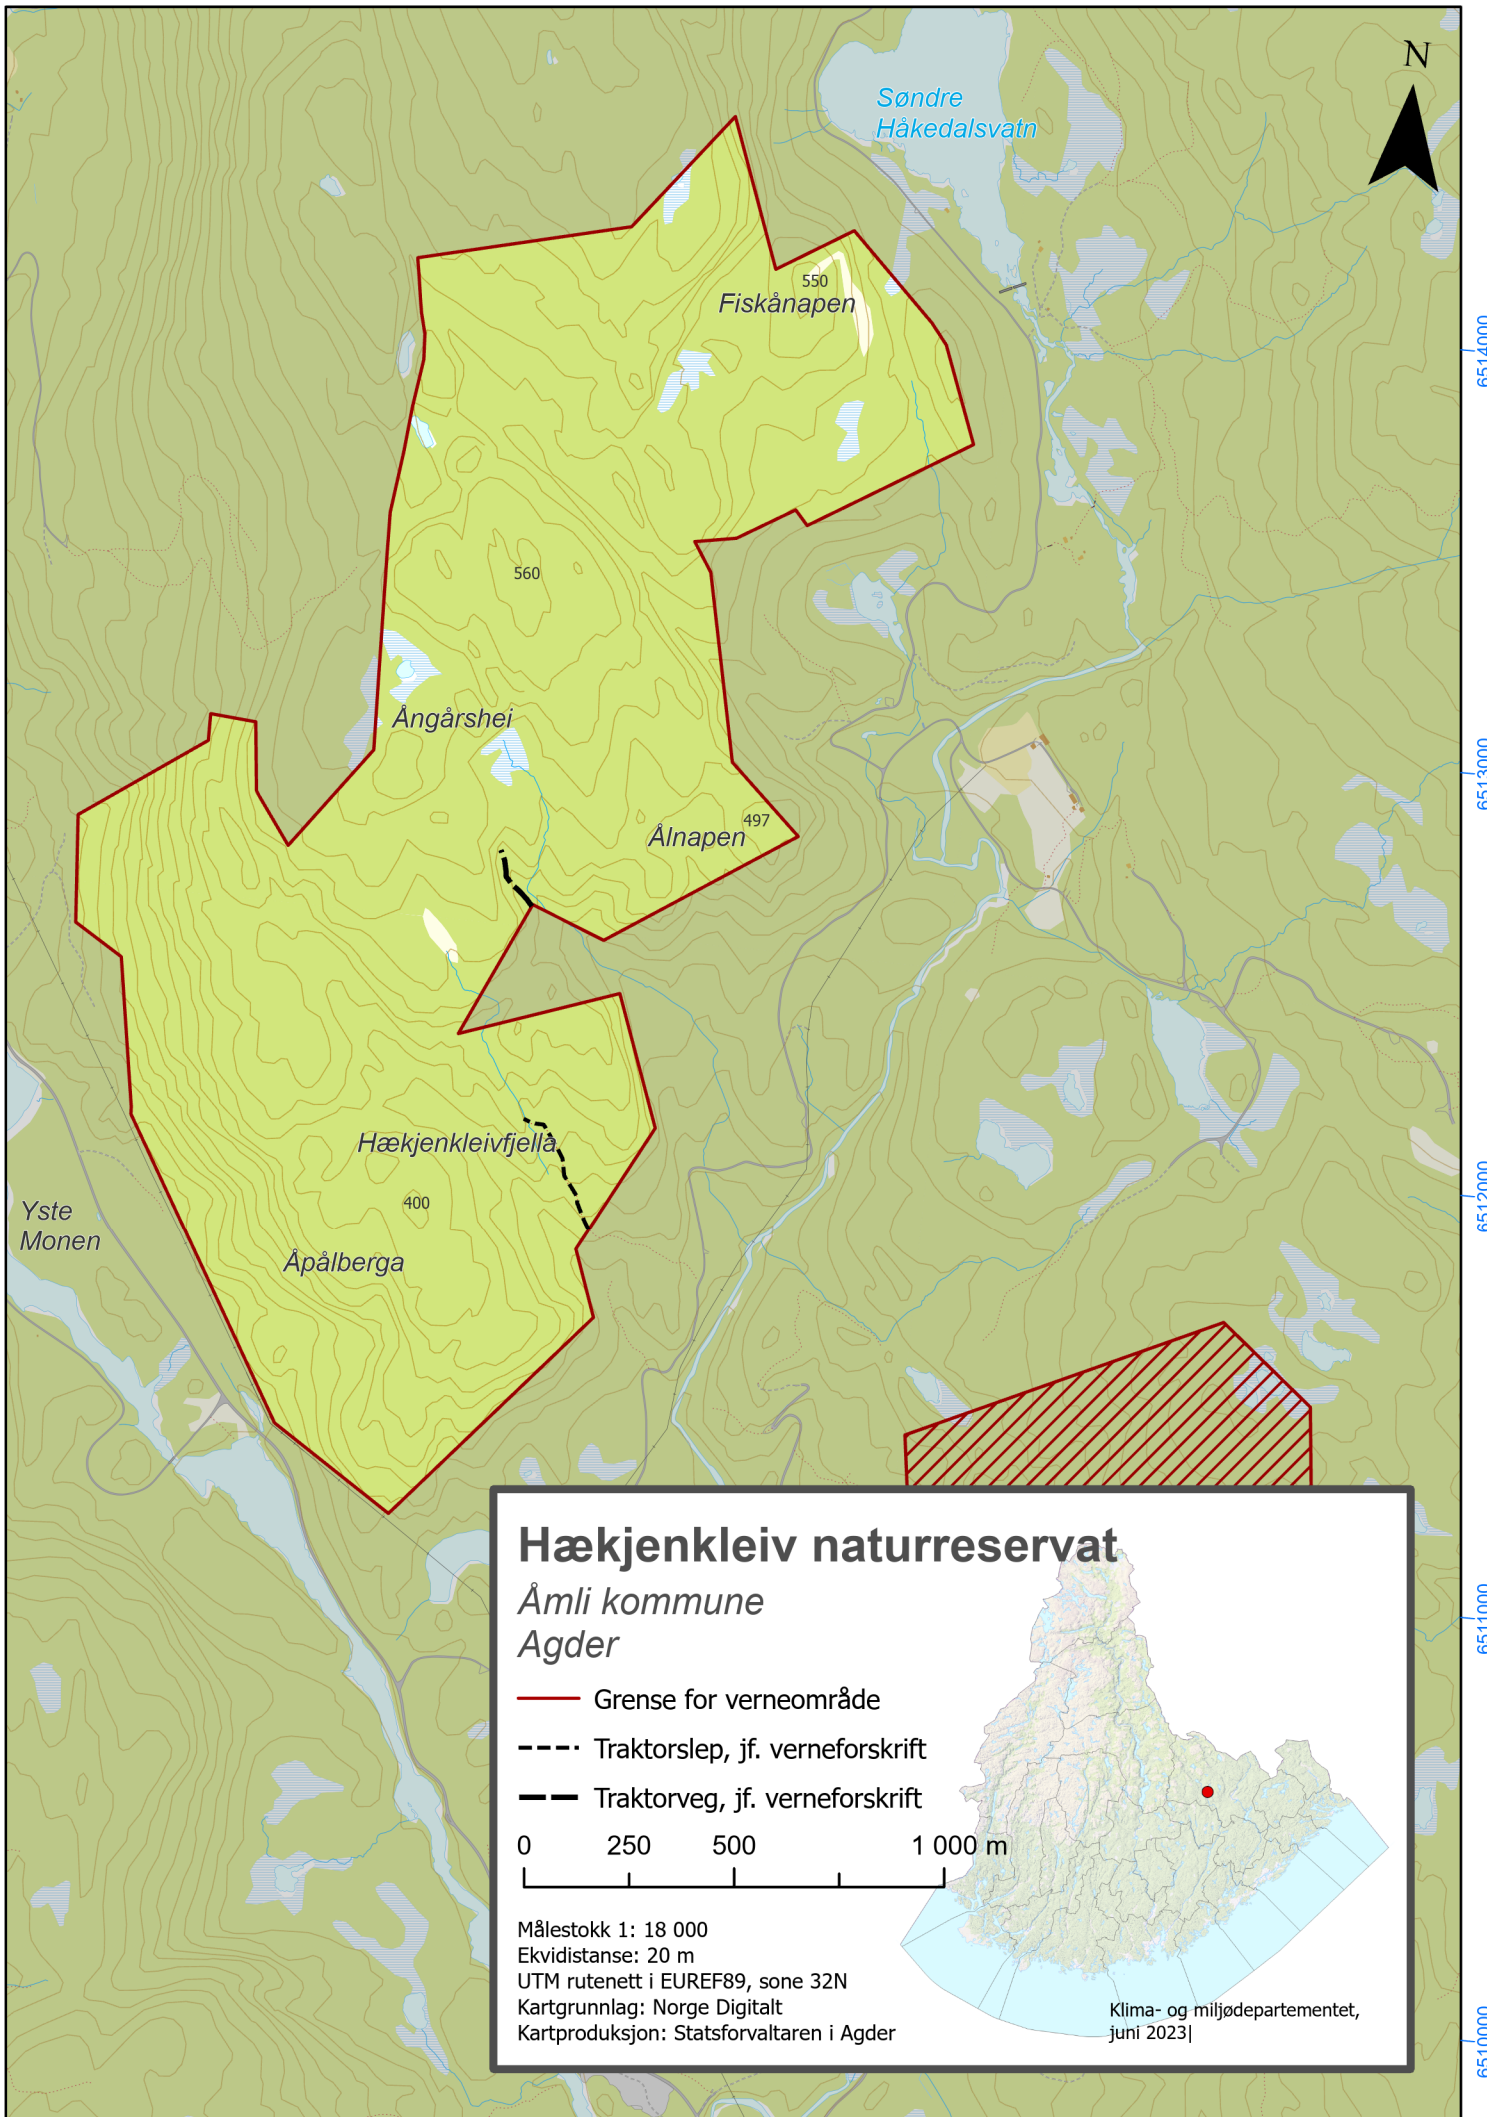 N
Søndre
Håkedalsvatn
550
Fiskånapen
6514000
560
Ångårshei
6513000
497
Ålnapen
Hækjenkleivfjella
400
6512000
Yste
Monen
Åpålberga
Hækjenkleiv naturreservat
Åmli kommune
Agder
6511000
Grense for verneområde
Traktorslep, jf. verneforskrift
Traktorveg, jf. verneforskrift
0 250 500 1 000 m
Målestokk 1: 18 000
Ekvidistanse: 20 m
UTM rutenett i EUREF89, sone 32N
Kartgrunnlag: Norge Digitalt
Kartproduksjon: Statsforvaltaren i Agder
Klima- og miljødepartementet,
juni 2023|
6510000